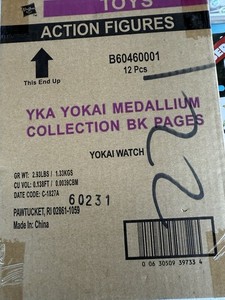 TOYS
ACTION FIGURES
This End Up
B60460001
12 Pcs
YKA YOKAI MEDALLIUM
COLLECTION BK PAGES
YOKAI WATCH
GR WT: 2.93LBS / 1.33KGS
CU VOL: 0.138FT / 0.0039CBM
DATE CODE: C-1827A
60231
PAWTUCKET, RI 02861-1059
Made In: China
221
0 06 30509 39733 4